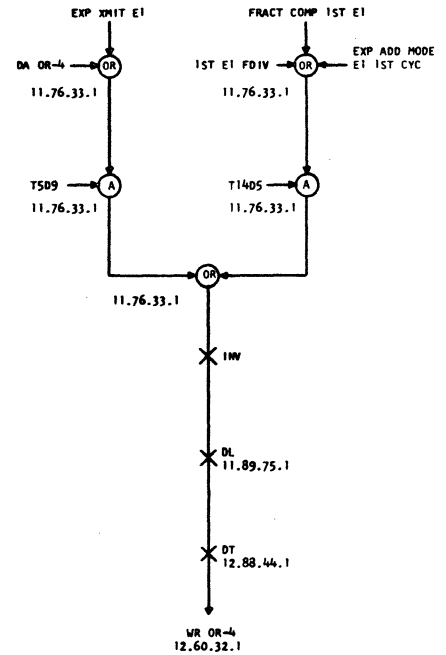 EXP XMIT E1
FRACT COMP 1ST E1
DA OR-4
OR
1ST E1 FDIV
OR
EXP ADD MODE
E1 1ST CYC
11.76.33.1
11.76.33.1
T5D9
A
T14D5
A
11.76.33.1
11.76.33.1
OR
11.76.33.1
INV
DL
11.89.75.1
DT
12.88.44.1
WR OR-4
12.60.32.1